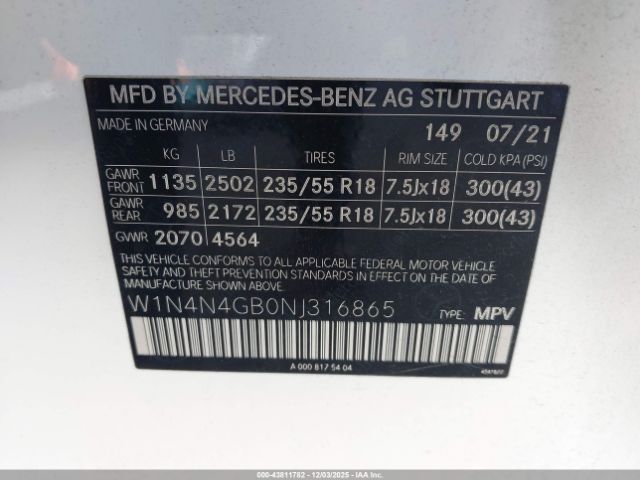 MFD BY MERCEDES-BENZ AG STUTTGART
MADE IN GERMANY 149 07/21
KG LB TIRES RIM SIZE COLD KPA (PSI)
GAWR FRONT 1135 2502 235/55 R18 7.5Jx18 300(43)
GAWR REAR 985 2172 235/55 R18 7.5Jx18 300(43)
GWR 2070 4564
THIS VEHICLE CONFORMS TO ALL APPLICABLE FEDERAL MOTOR VEHICLE
SAFETY AND THEFT PREVENTION STANDARDS IN EFFECT ON THE DATE
OF MANUFACTURE SHOWN ABOVE.
W1N4N4GB0NJ316865 TYPE: MPV
A 000 817 54 04
000-43811782 - 12/03/2025 - IAAI.COM